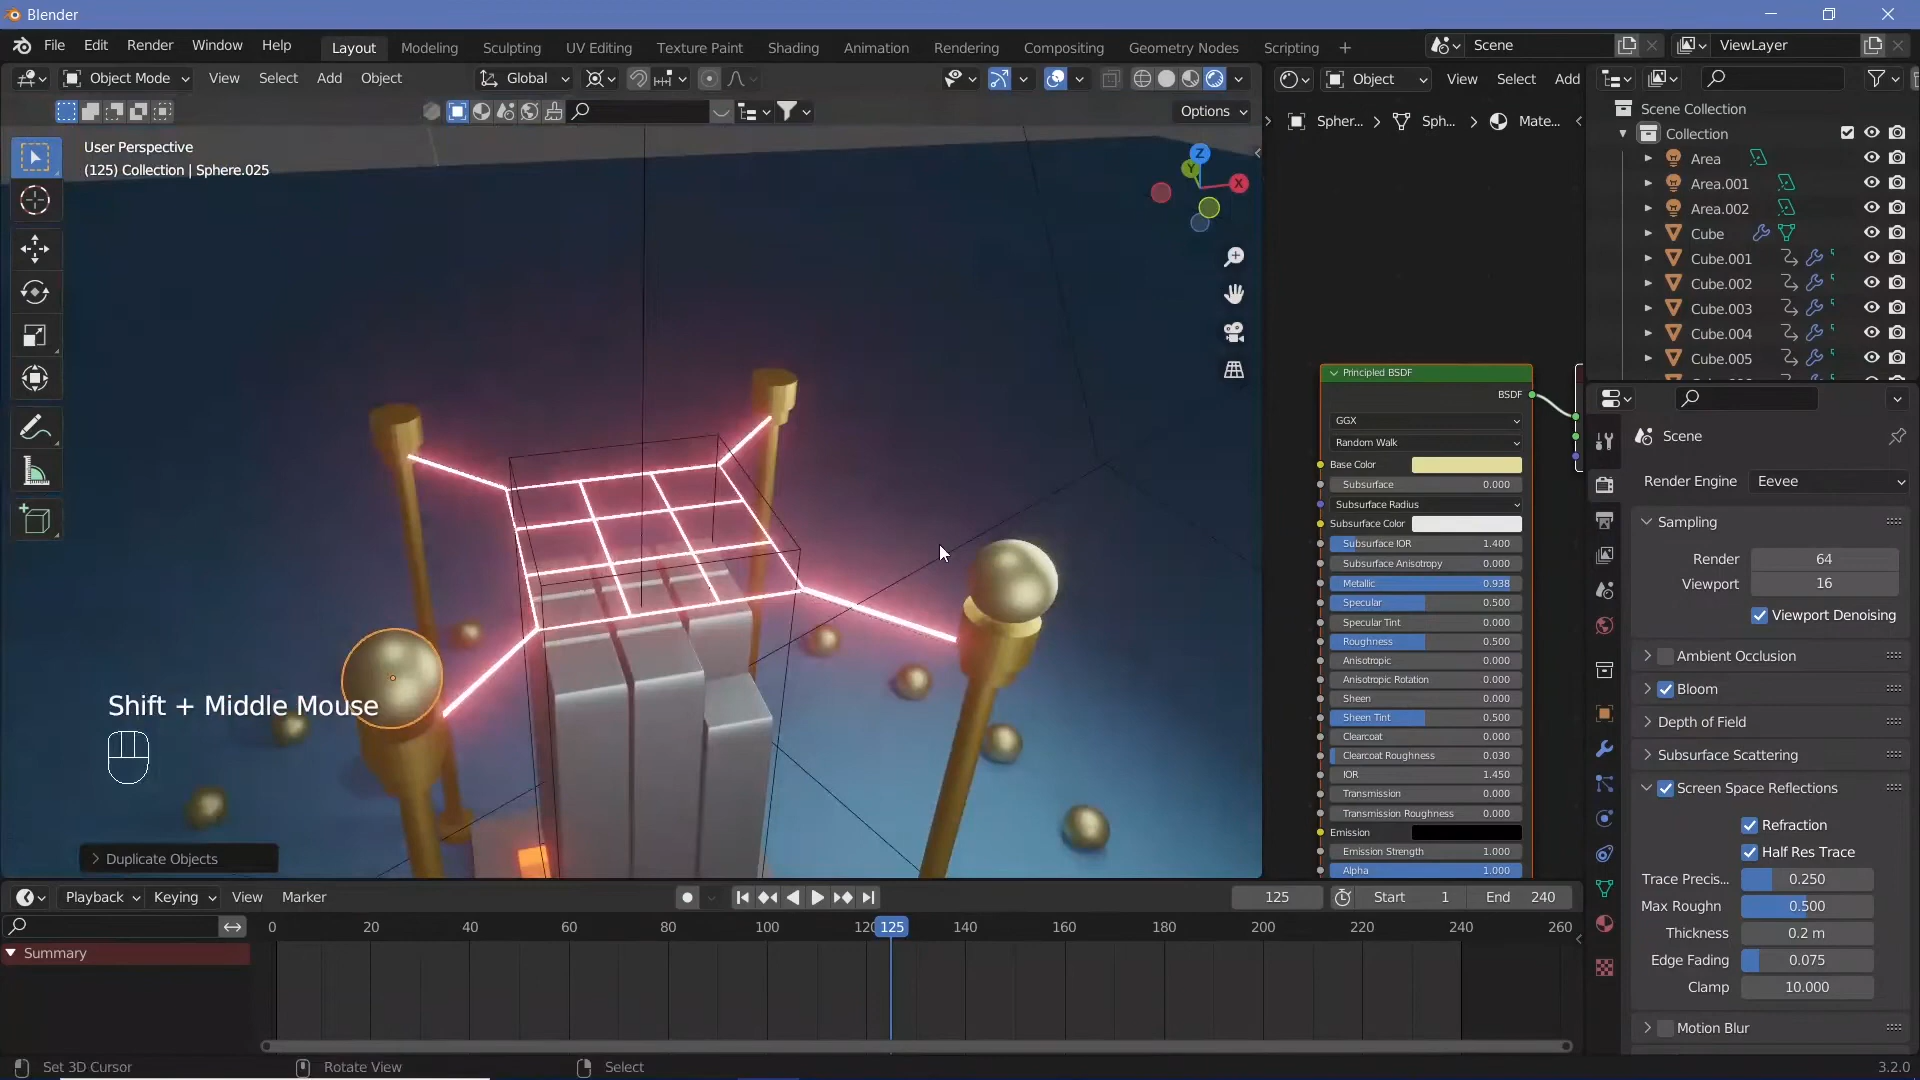 Blender
File Edit Render Window Help Layout Modeling Sculpting UV Editing Texture Paint Shading Animation Rendering Compositing Geometry Nodes Scripting + Scene ViewLayer
Object Mode View Select Add Object Global Object View Select Add
Options
Spher... > Sph... > Mate...
User Perspective
(125) Collection | Sphere.025
Z
Y
X
Scene Collection
Collection
Area
Area.001
Area.002
Cube
Cube.001
Cube.002
Cube.003
Cube.004
Cube.005
Principled BSDF
BSDF
GGX
Random Walk
Base Color
Subsurface 0.000
Subsurface Radius
Subsurface Color
Subsurface IOR 1.400
Subsurface Anisotropy 0.000
Metallic 0.938
Specular 0.500
Specular Tint 0.000
Roughness 0.500
Anisotropic 0.000
Anisotropic Rotation 0.000
Sheen 0.000
Sheen Tint 0.500
Clearcoat 0.000
Clearcoat Roughness 0.030
IOR 1.450
Transmission 0.000
Transmission Roughness 0.000
Emission
Emission Strength 1.000
Alpha 1.000
Scene
Render Engine Eevee
Sampling
Render 64
Viewport 16
Viewport Denoising
Ambient Occlusion
Bloom
Depth of Field
Subsurface Scattering
Screen Space Reflections
Refraction
Half Res Trace
Trace Precis... 0.250
Max Roughn 0.500
Thickness 0.2 m
Edge Fading 0.075
Clamp 10.000
Motion Blur
Shift + Middle Mouse
Duplicate Objects
Playback Keying View Marker 125 Start 1 End 240
0 20 40 60 80 100 120 125 140 160 180 200 220 240 260
Summary
Set 3D Cursor Rotate View Select 3.2.0